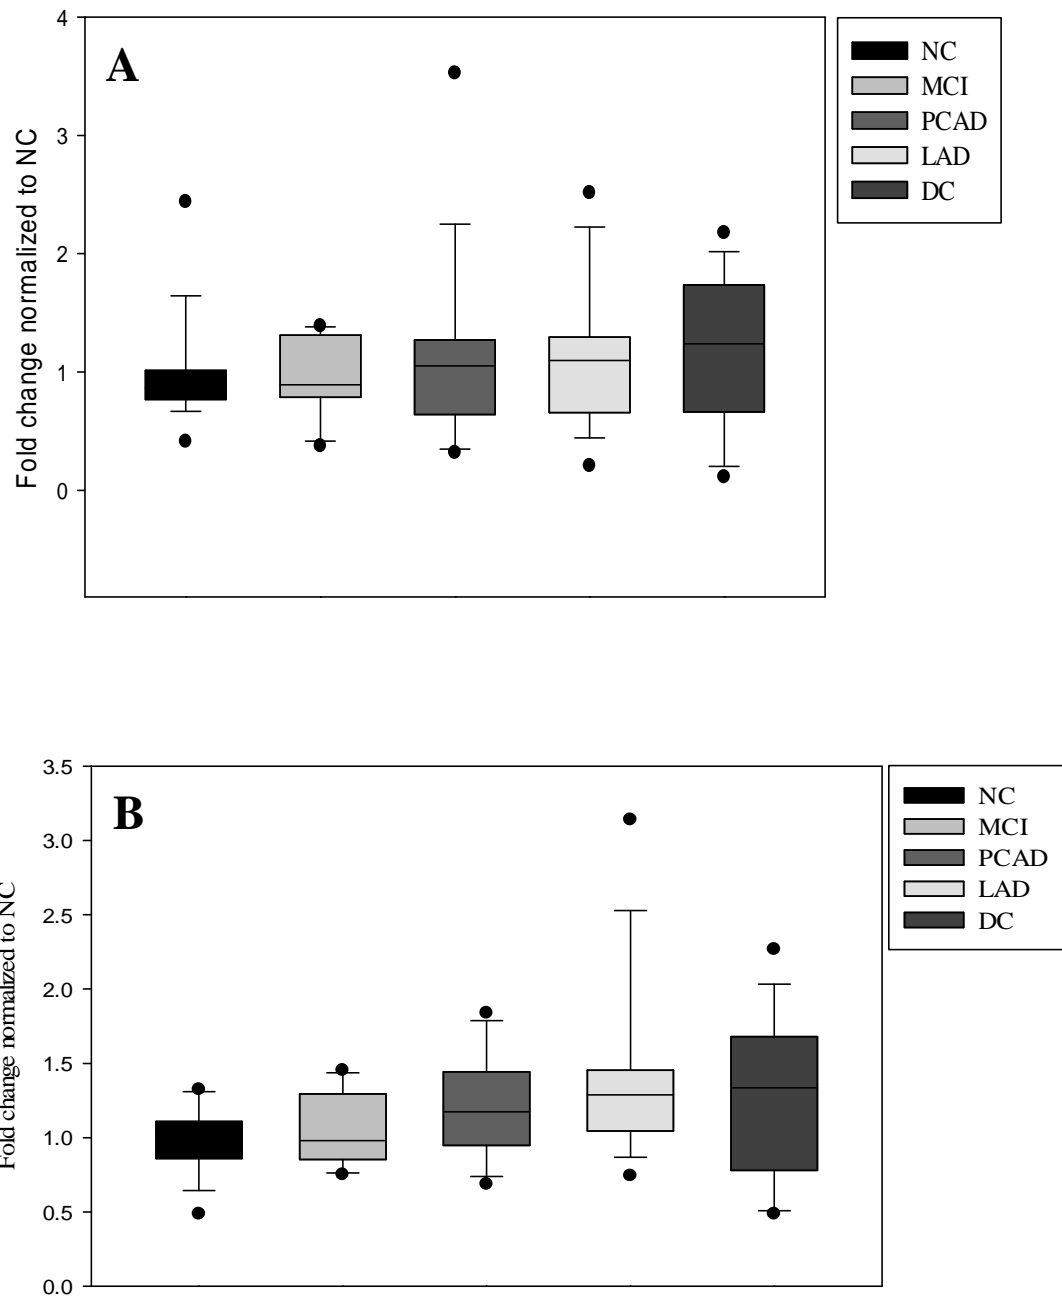 4
A
NC
MCI
PCAD
LAD
DC
3
2
1
0
Fold change normalized to NC
3.5
B
NC
MCI
PCAD
LAD
DC
3.0
2.5
2.0
1.5
1.0
0.5
0.0
Fold change normalized to NC